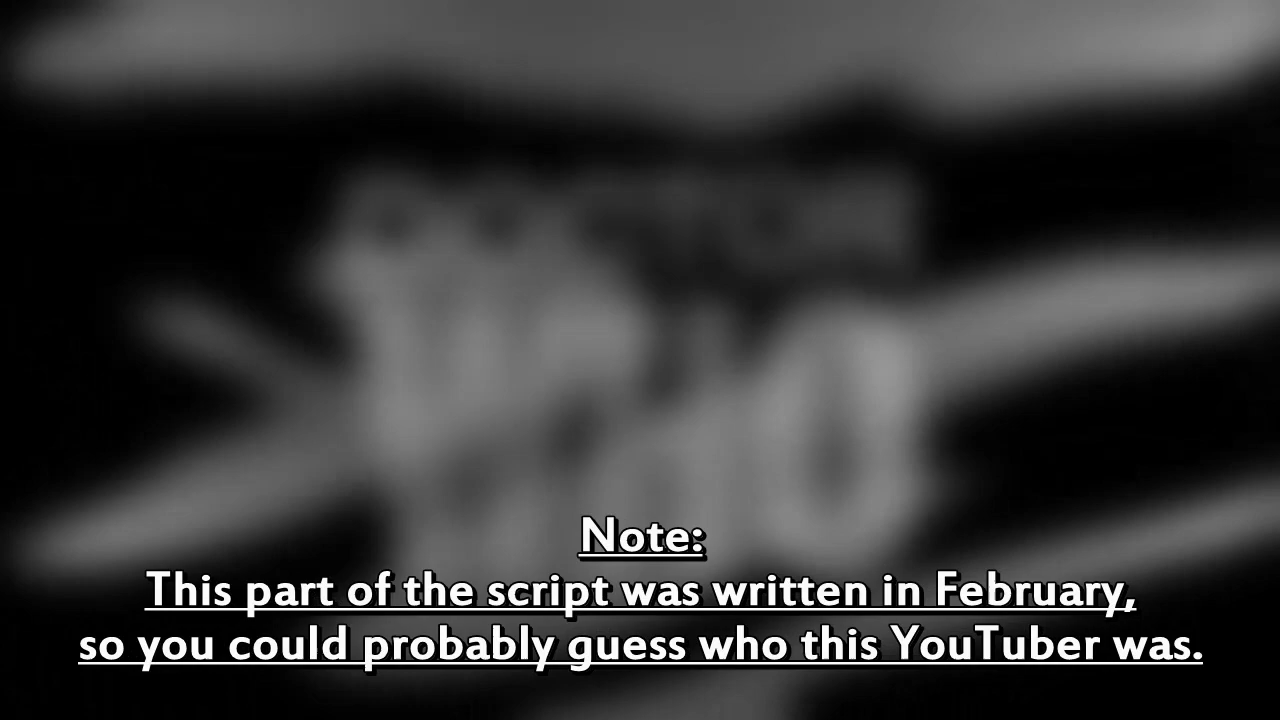 Note:
This part of the script was written in February,
so you could probably guess who this YouTuber was.